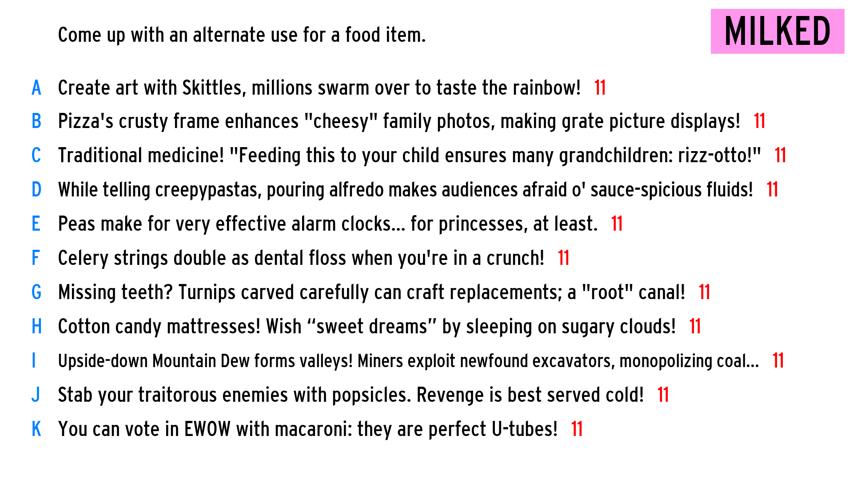 Come up with an alternate use for a food item.
MILKED
A Create art with Skittles, millions swarm over to taste the rainbow! 11
B Pizza's crusty frame enhances "cheesy" family photos, making grate picture displays! 11
C Traditional medicine! "Feeding this to your child ensures many grandchildren: rizz-otto!" 11
D While telling creepypastas, pouring alfredo makes audiences afraid o' sauce-spicious fluids! 11
E Peas make for very effective alarm clocks... for princesses, at least. 11
F Celery strings double as dental floss when you're in a crunch! 11
G Missing teeth? Turnips carved carefully can craft replacements; a "root" canal! 11
H Cotton candy mattresses! Wish “sweet dreams” by sleeping on sugary clouds! 11
I Upside-down Mountain Dew forms valleys! Miners exploit newfound excavators, monopolizing coal... 11
J Stab your traitorous enemies with popsicles. Revenge is best served cold! 11
K You can vote in EWOW with macaroni: they are perfect U-tubes! 11